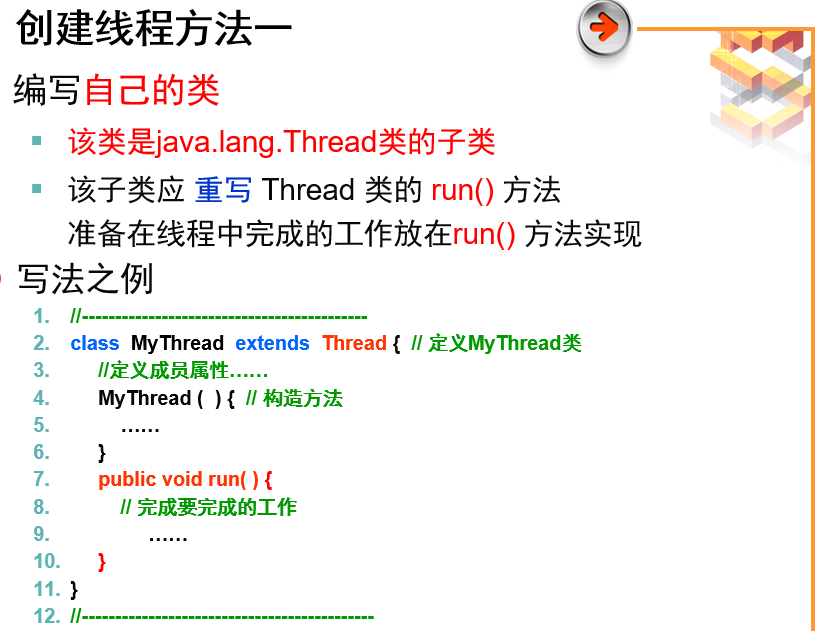 创建线程方法一
编写自己的类
该类是java.lang.Thread类的子类
该子类应 重写 Thread 类的 run() 方法
准备在线程中完成的工作放在run() 方法实现
写法之例
1. //-------------------------------------------
2. class MyThread extends Thread { // 定义MyThread类
3. //定义成员属性……
4. MyThread ( ) { // 构造方法
5. ……
6. }
7. public void run( ) {
8. // 完成要完成的工作
9. ……
10. }
11. }
12. //--------------------------------------------